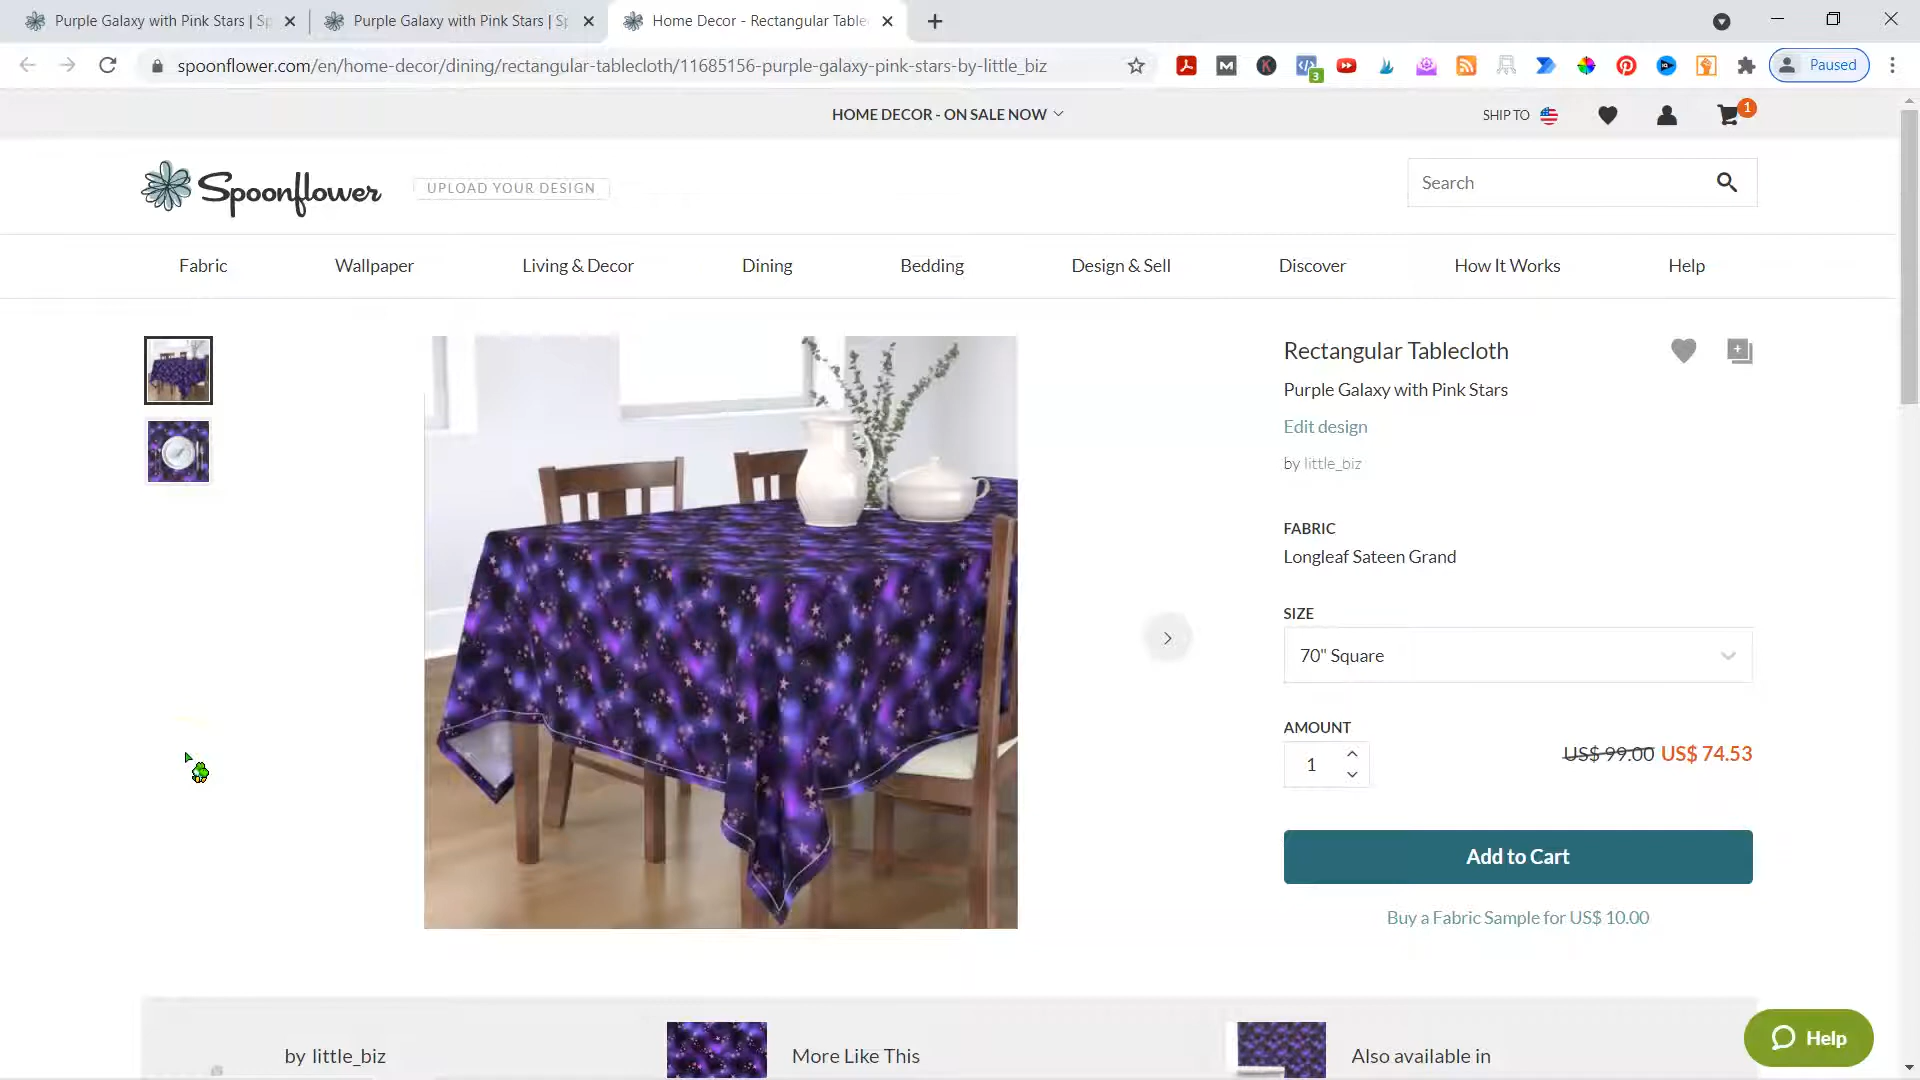 Purple Galaxy with Pink Stars | Sp
Purple Galaxy with Pink Stars | Sp
Home Decor - Rectangular Table
spoonflower.com/en/home-decor/dining/rectangular-tablecloth/11685156-purple-galaxy-pink-stars-by-little_biz
3
Paused
HOME DECOR - ON SALE NOW
SHIP TO
1
Spoonflower
UPLOAD YOUR DESIGN
Search
Fabric
Wallpaper
Living & Decor
Dining
Bedding
Design & Sell
Discover
How It Works
Help
Rectangular Tablecloth
Purple Galaxy with Pink Stars
Edit design
by little_biz
FABRIC
Longleaf Sateen Grand
SIZE
70" Square
AMOUNT
1
US$ 99.00 US$ 74.53
Add to Cart
Buy a Fabric Sample for US$ 10.00
by little_biz
More Like This
Also available in
Help